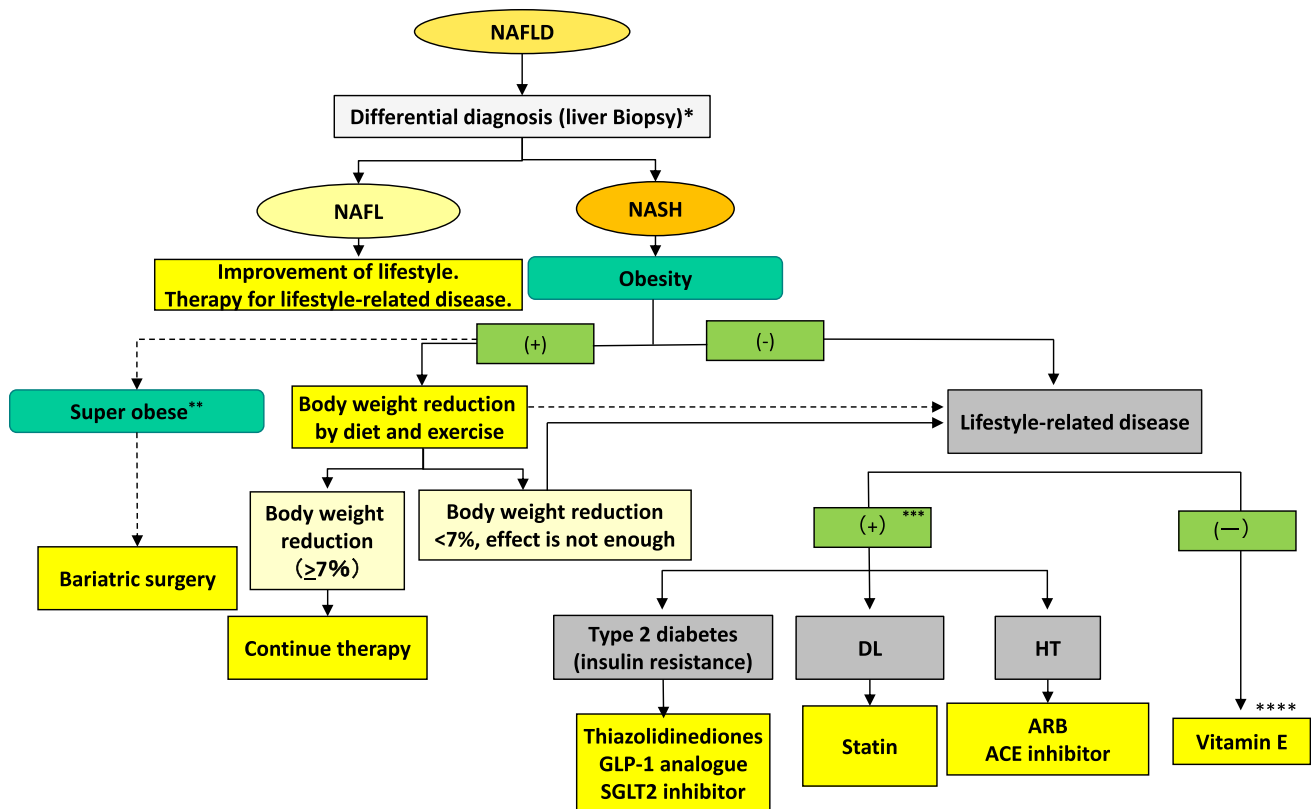 NAFLD
Differential diagnosis (liver Biopsy)*
NAFL
NASH
Improvement of lifestyle.
Therapy for lifestyle-related disease.
Obesity
(+)
(-)
Super obese**
Body weight reduction
by diet and exercise
Lifestyle-related disease
Body weight
reduction
(≥7%)
Body weight reduction
<7%, effect is not enough
(+) ***
(—)
Bariatric surgery
Continue therapy
Type 2 diabetes
(insulin resistance)
DL
HT
Thiazolidinediones
GLP-1 analogue
SGLT2 inhibitor
Statin
ARB
ACE inhibitor
****
Vitamin E